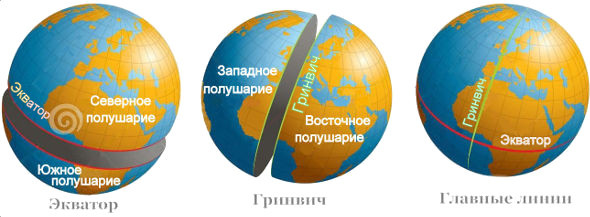 Экватор
Северное
полушарие
Южное
полушарие
Экватор
Западное
полушарие
Гринвич
Восточное
полушарие
Гринвич
Гринвич
Экватор
Главные линии